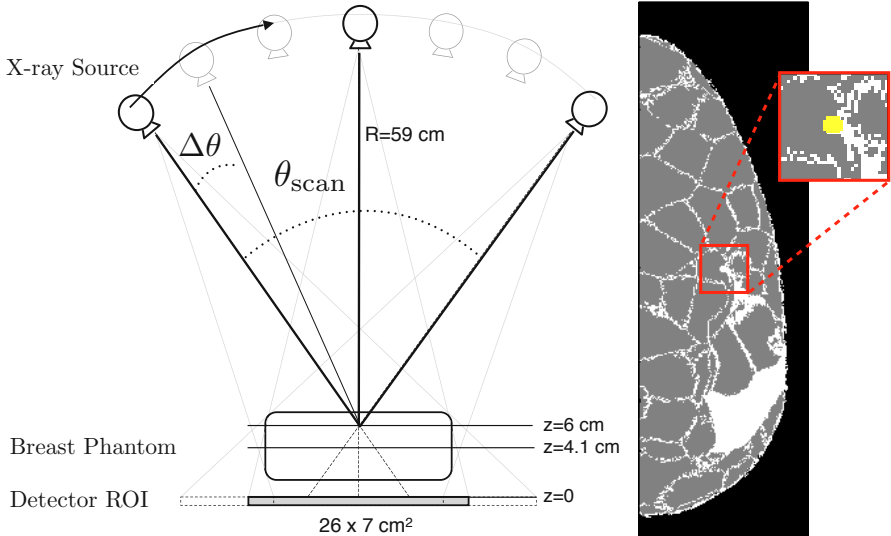 X-ray Source
R=59 cm
Δθ
θscan
z=6 cm
Breast Phantom
z=4.1 cm
Detector ROI
z=0
26 x 7 cm²